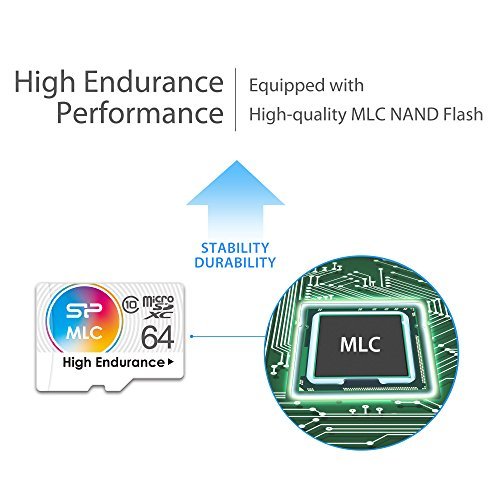 High Endurance
Performance
Equipped with
High-quality MLC NAND Flash
STABILITY
DURABILITY
SP
MLC
10
micro
SD
XC
64
High Endurance
MLC